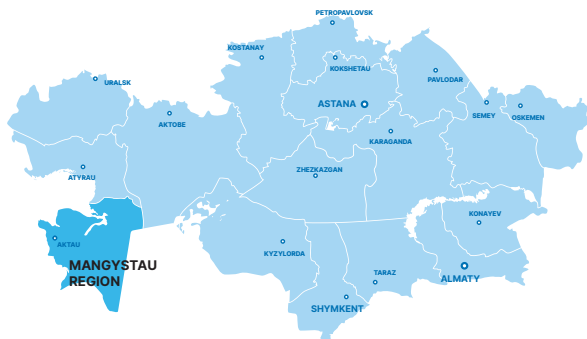 PETROPAVLOVSK
KOSTANAY
KOKSHETAU
PAVLODAR
URALSK
ASTANA
SEMEY
OSKEMEN
AKTOBE
KARAGANDA
ZHEZKAZGAN
ATYRAU
KONAYEV
AKTAU
KYZYLORDA
MANGYSTAU
REGION
TARAZ
ALMATY
SHYMKENT